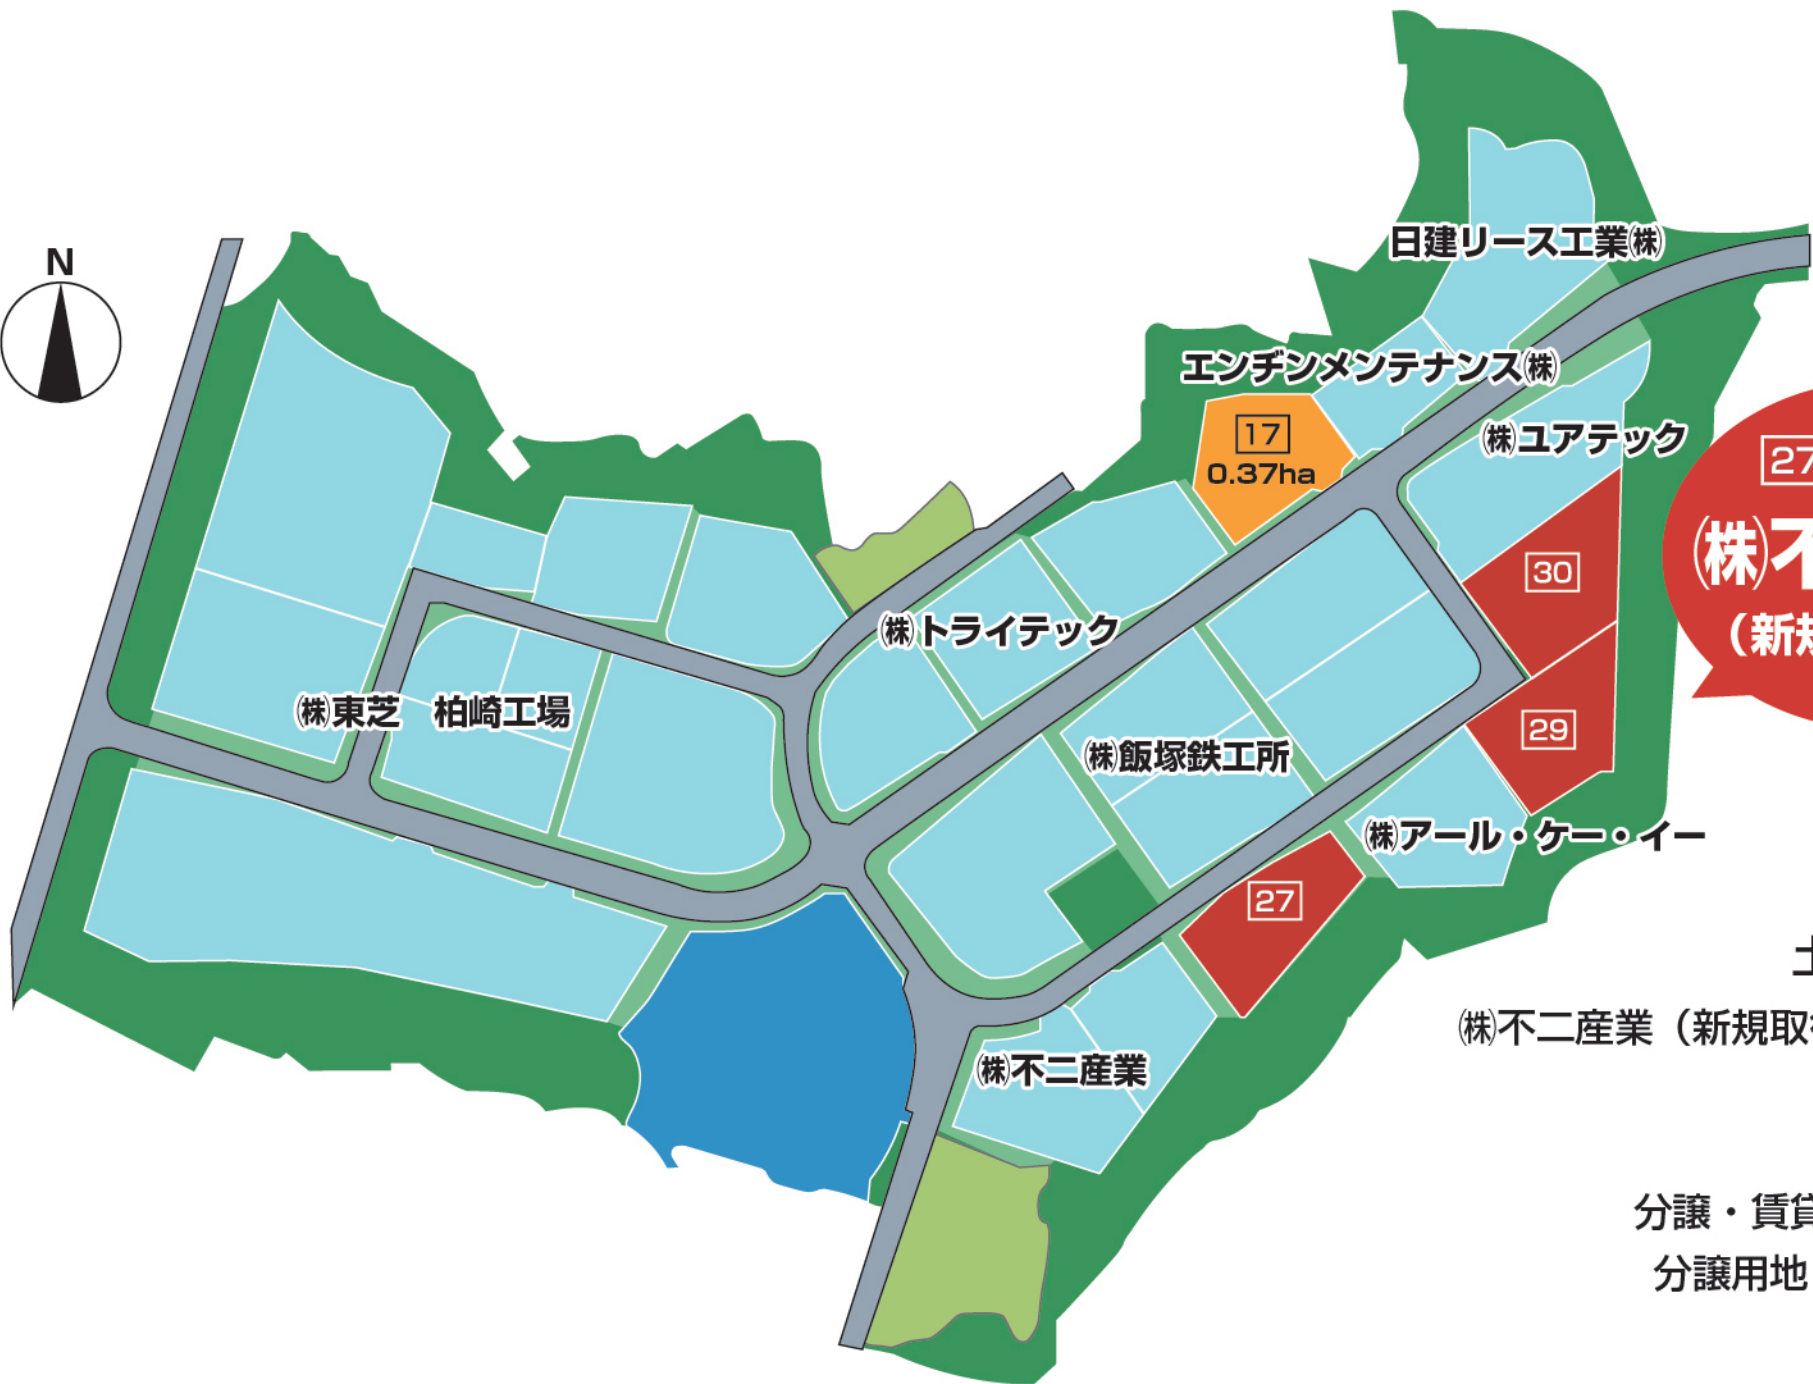 N
日建リース工業㈱
エンヂンメンテナンス㈱
17
0.37ha
㈱ユアテック
27
㈱不
（新規
30
㈱トライテック
㈱東芝　柏崎工場
29
㈱飯塚鉄工所
㈱アール・ケー・イー
27
㈱不二産業（新規取
㈱不二産業
分譲・賃貸
分譲用地